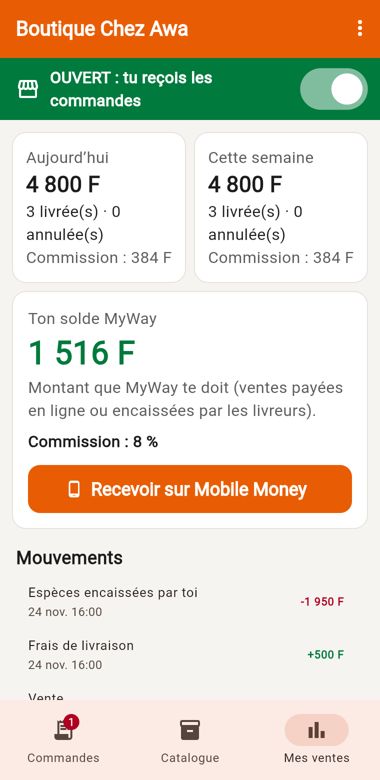 Boutique Chez Awa
OUVERT : tu reçois les
commandes
Aujourd’hui
4 800 F
3 livrée(s) · 0
annulée(s)
Commission : 384 F
Cette semaine
4 800 F
3 livrée(s) · 0
annulée(s)
Commission : 384 F
Ton solde MyWay
1 516 F
Montant que MyWay te doit (ventes payées
en ligne ou encaissées par les livreurs).
Commission : 8 %
Recevoir sur Mobile Money
Mouvements
Espèces encaissées par toi
24 nov. 16:00
-1 950 F
Frais de livraison
24 nov. 16:00
+500 F
Vente
1
Commandes
Catalogue
Mes ventes